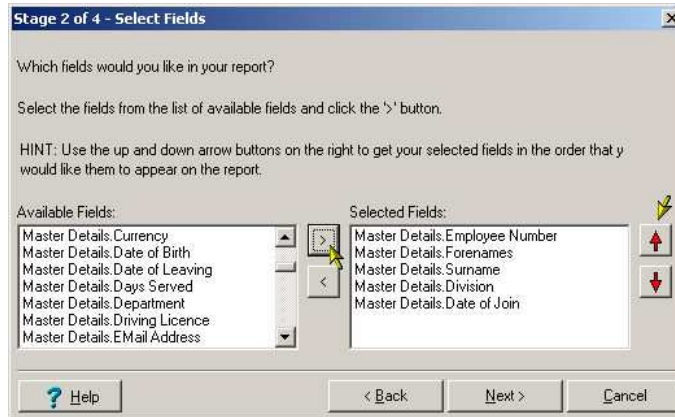 Stage 2 of 4 - Select Fields
Which fields would you like in your report?
Select the fields from the list of available fields and click the '>' button.
HINT: Use the up and down arrow buttons on the right to get your selected fields in the order that y
would like them to appear on the report.
Available Fields:
Master Details.Currency
Master Details.Date of Birth
Master Details.Date of Leaving
Master Details.Days Served
Master Details.Department
Master Details.Driving Licence
Master Details.EMail Address
>
<
Selected Fields:
Master Details.Employee Number
Master Details.Forenames
Master Details.Surname
Master Details.Division
Master Details.Date of Join
? Help
< Back
Next >
Cancel